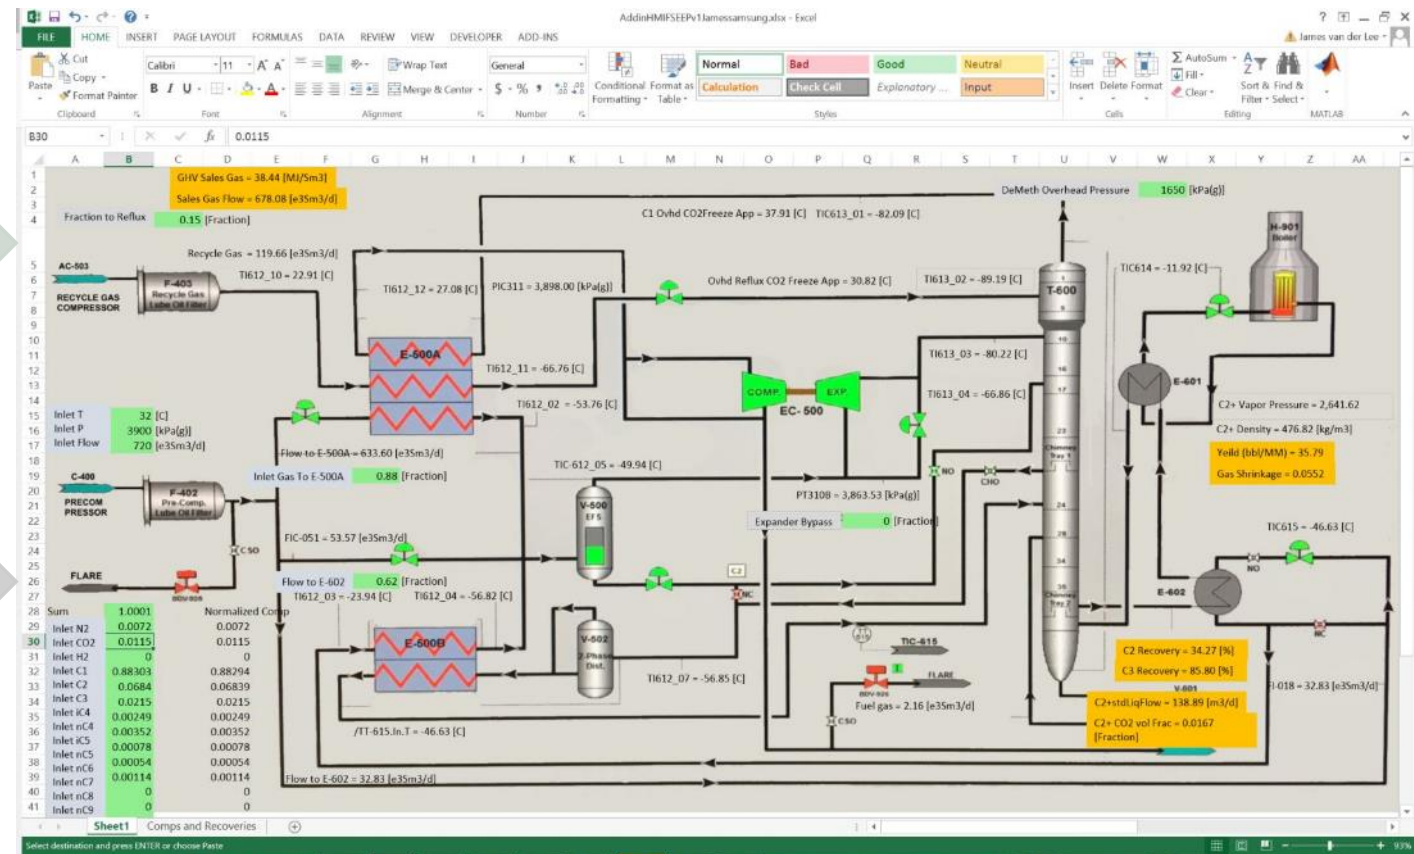 AddinHMIFSEEPv1Jamessamsung.xlsx - Excel
FILE HOME INSERT PAGE LAYOUT FORMULAS DATA REVIEW VIEW DEVELOPER ADD-INS
James van der Lee
Cut
Copy
Format Painter
Paste
Clipboard
Calibri 11
B I U
Font
Wrap Text
Merge & Center
Alignment
General
$ - % ,
Number
Conditional Formatting
Format as Table
Normal Bad Good Neutral
Calculation Check Cell Explanatory ... Input
Styles
Insert Delete Format
Cells
AutoSum
Fill
Clear
Sort & Filter
Find & Select
Editing
MATLAB
B30 fx 0.0115
A B C D E F G H I J K L M N O P Q R S T U V W X Y Z AA
GHV Sales Gas = 38.44 [MJ/Sm3]
Sales Gas Flow = 678.08 [e3Sm3/d]
DeMeth Overhead Pressure 1650 [kPa(g)]
Fraction to Reflux 0.15 [Fraction]
C1 Ovhd CO2Freeze App = 37.91 [C] TIC613_01 = -82.09 [C]
H-901
Boiler
Recycle Gas = 119.66 [e3Sm3/d]
AC-503
TI612_10 = 22.91 [C]
F-403
Recycle Gas
Lube Oil Filter
RECYCLE GAS
COMPRESSOR
TI612_12 = 27.08 [C]
PIC311 = 3,898.00 [kPa(g)]
Ovhd Reflux CO2 Freeze App = 30.82 [C]
TI613_02 = -89.19 [C]
TIC614 = -11.92 [C]
T-600
E-500A
TI612_11 = -66.76 [C]
TI613_03 = -80.22 [C]
TI613_04 = -66.86 [C]
COMP. EXP.
EC- 500
E-601
TI612_02 = -53.76 [C]
C2+ Vapor Pressure = 2,641.62
C2+ Density = 476.82 [kg/m3]
Inlet T 32 [C]
Inlet P 3900 [kPa(g)]
Inlet Flow 720 [e3Sm3/d]
Flow to E-500A = 633.60 [e3Sm3/d]
Yeild (bbl/MM) = 35.79
Gas Shrinkage = 0.0552
TIC-612_05 = -49.94 [C]
Inlet Gas To E-500A 0.88 [Fraction]
NO
CHO
Chimney
Tray 1
C-400
PRECOM
PRESSOR
F-402
Pre-Comp.
Lube Oil Filter
V-500
EFS
PT310B = 3,863.53 [kPa(g)]
Expander Bypass 0 [Fraction]
TIC615 = -46.63 [C]
CSO
FIC-051 = 53.57 [e3Sm3/d]
FLARE
Flow to E-602 0.62 [Fraction]
TI612_03 = -23.94 [C] TI612_04 = -56.82 [C]
C2
NC
NO
E-602
Chimney
Tray 2
Sum 1.0001 Normalized Comp
Inlet N2 0.0072 0.0072
Inlet CO2 0.0115 0.0115
Inlet H2 0 0
Inlet C1 0.88303 0.88294
Inlet C2 0.0684 0.06839
Inlet C3 0.0215 0.0215
Inlet iC4 0.00249 0.00249
Inlet nC4 0.00352 0.00352
Inlet iC5 0.00078 0.00078
Inlet nC5 0.00054 0.00054
Inlet nC6 0.00114 0.00114
Inlet nC7 0 0
Inlet nC8 0 0
Inlet nC9
E-500B
V-502
2-Phase
Dist.
TIC-615
NC
C2 Recovery = 34.27 [%]
C3 Recovery = 85.80 [%]
TI612_07 = -56.85 [C]
FLARE
Fuel gas = 2.16 [e3Sm3/d]
FI-018 = 32.83 [e3Sm3/d]
C2+stdLiqFlow = 138.89 [m3/d]
C2+ CO2 vol Frac = 0.0167
[Fraction]
CSO
/TT-615.In.T = -46.63 [C]
Flow to E-602 = 32.83 [e3Sm3/d]
Sheet1 Comps and Recoveries
Select destination and press ENTER or choose Paste
93%